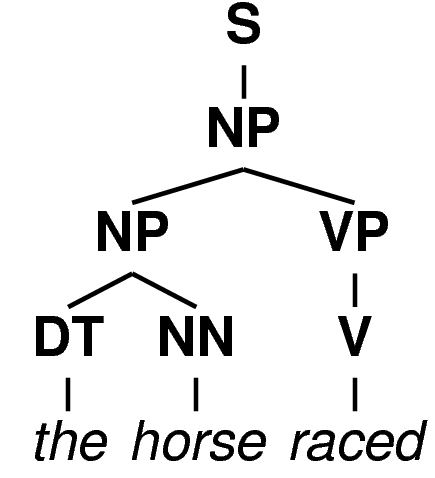 S
NP
NP VP
DT NN V
the horse raced